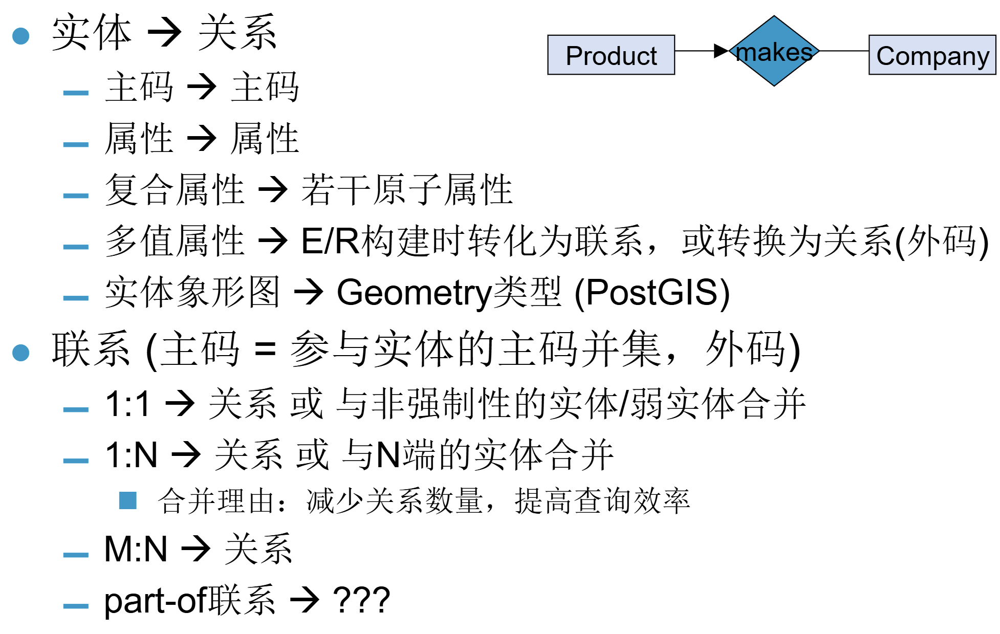 实体 → 关系
Product makes Company
主码 → 主码
属性 → 属性
复合属性 → 若干原子属性
多值属性 → E/R构建时转化为联系，或转换为关系(外码)
实体象形图 → Geometry类型 (PostGIS)
联系 (主码 = 参与实体的主码并集，外码)
1:1 → 关系 或 与非强制性的实体/弱实体合并
1:N → 关系 或 与N端的实体合并
合并理由：减少关系数量，提高查询效率
M:N → 关系
part-of联系 → ???